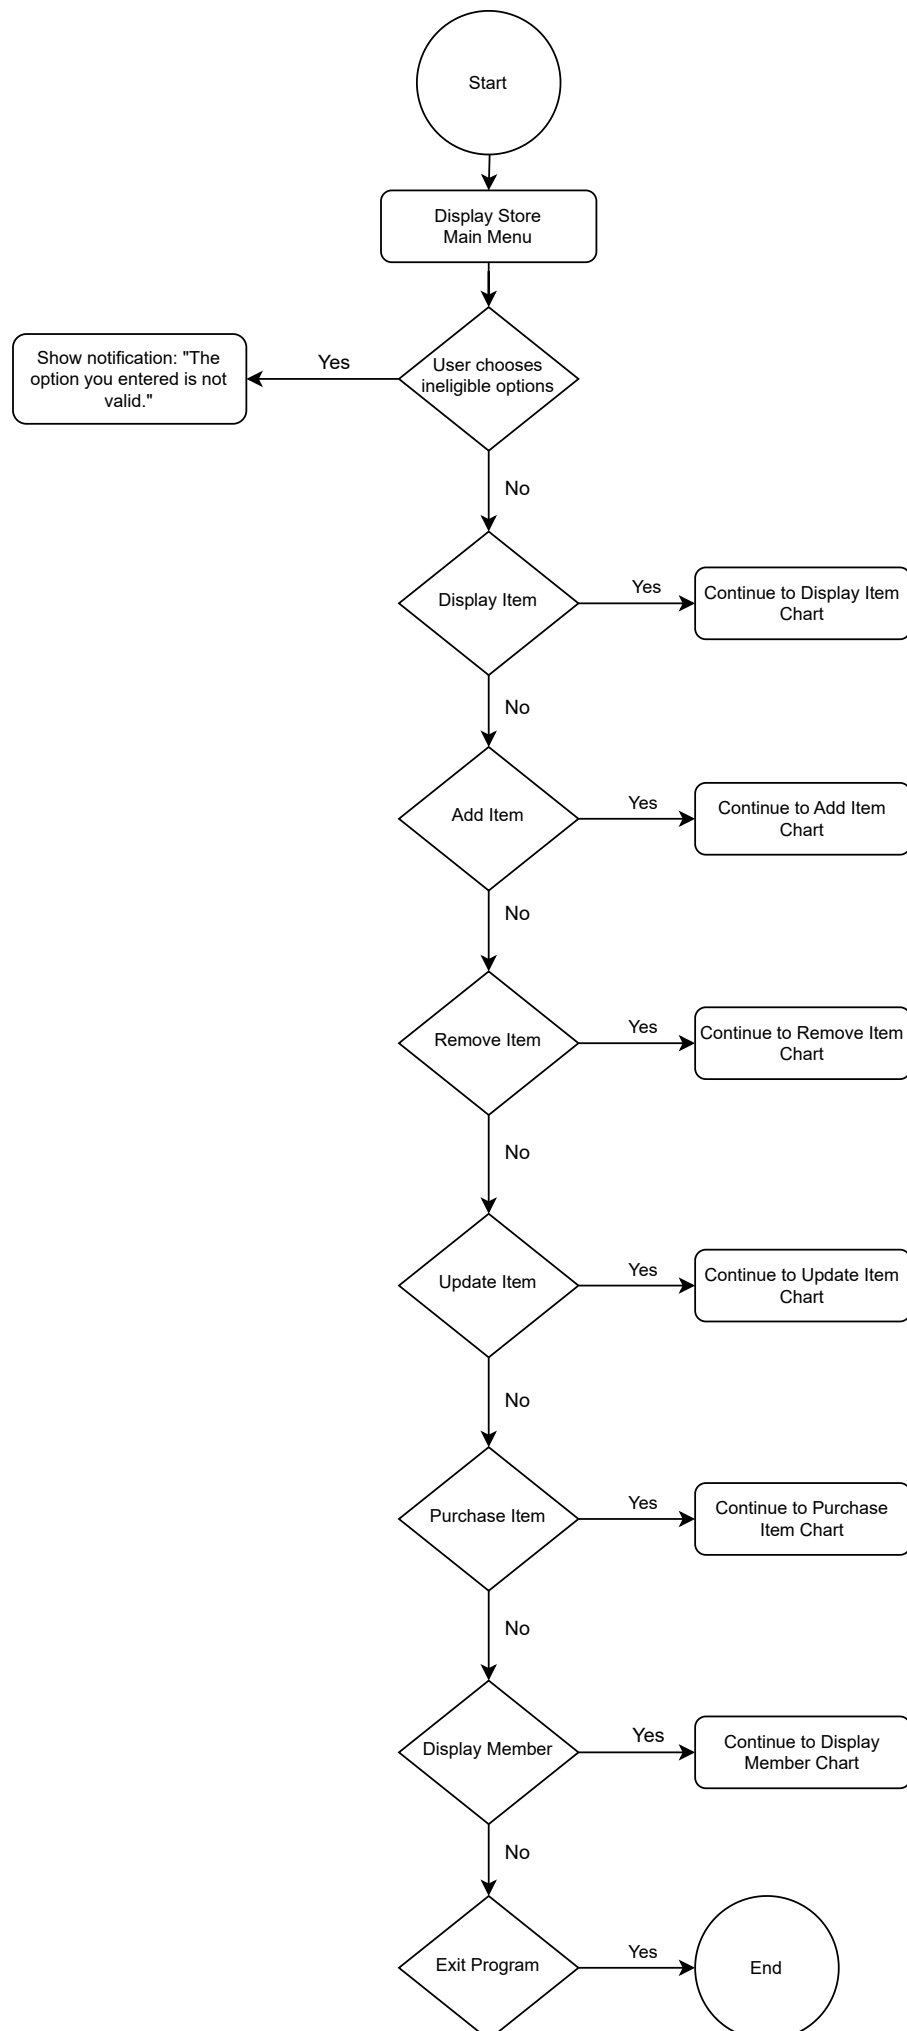 Start
Display Store
Main Menu
User chooses
ineligible options
Yes
Show notification: "The
option you entered is not
valid."
No
Display Item
Yes
Continue to Display Item
Chart
No
Add Item
Yes
Continue to Add Item
Chart
No
Remove Item
Yes
Continue to Remove Item
Chart
No
Update Item
Yes
Continue to Update Item
Chart
No
Purchase Item
Yes
Continue to Purchase
Item Chart
No
Display Member
Yes
Continue to Display
Member Chart
No
Exit Program
Yes
End